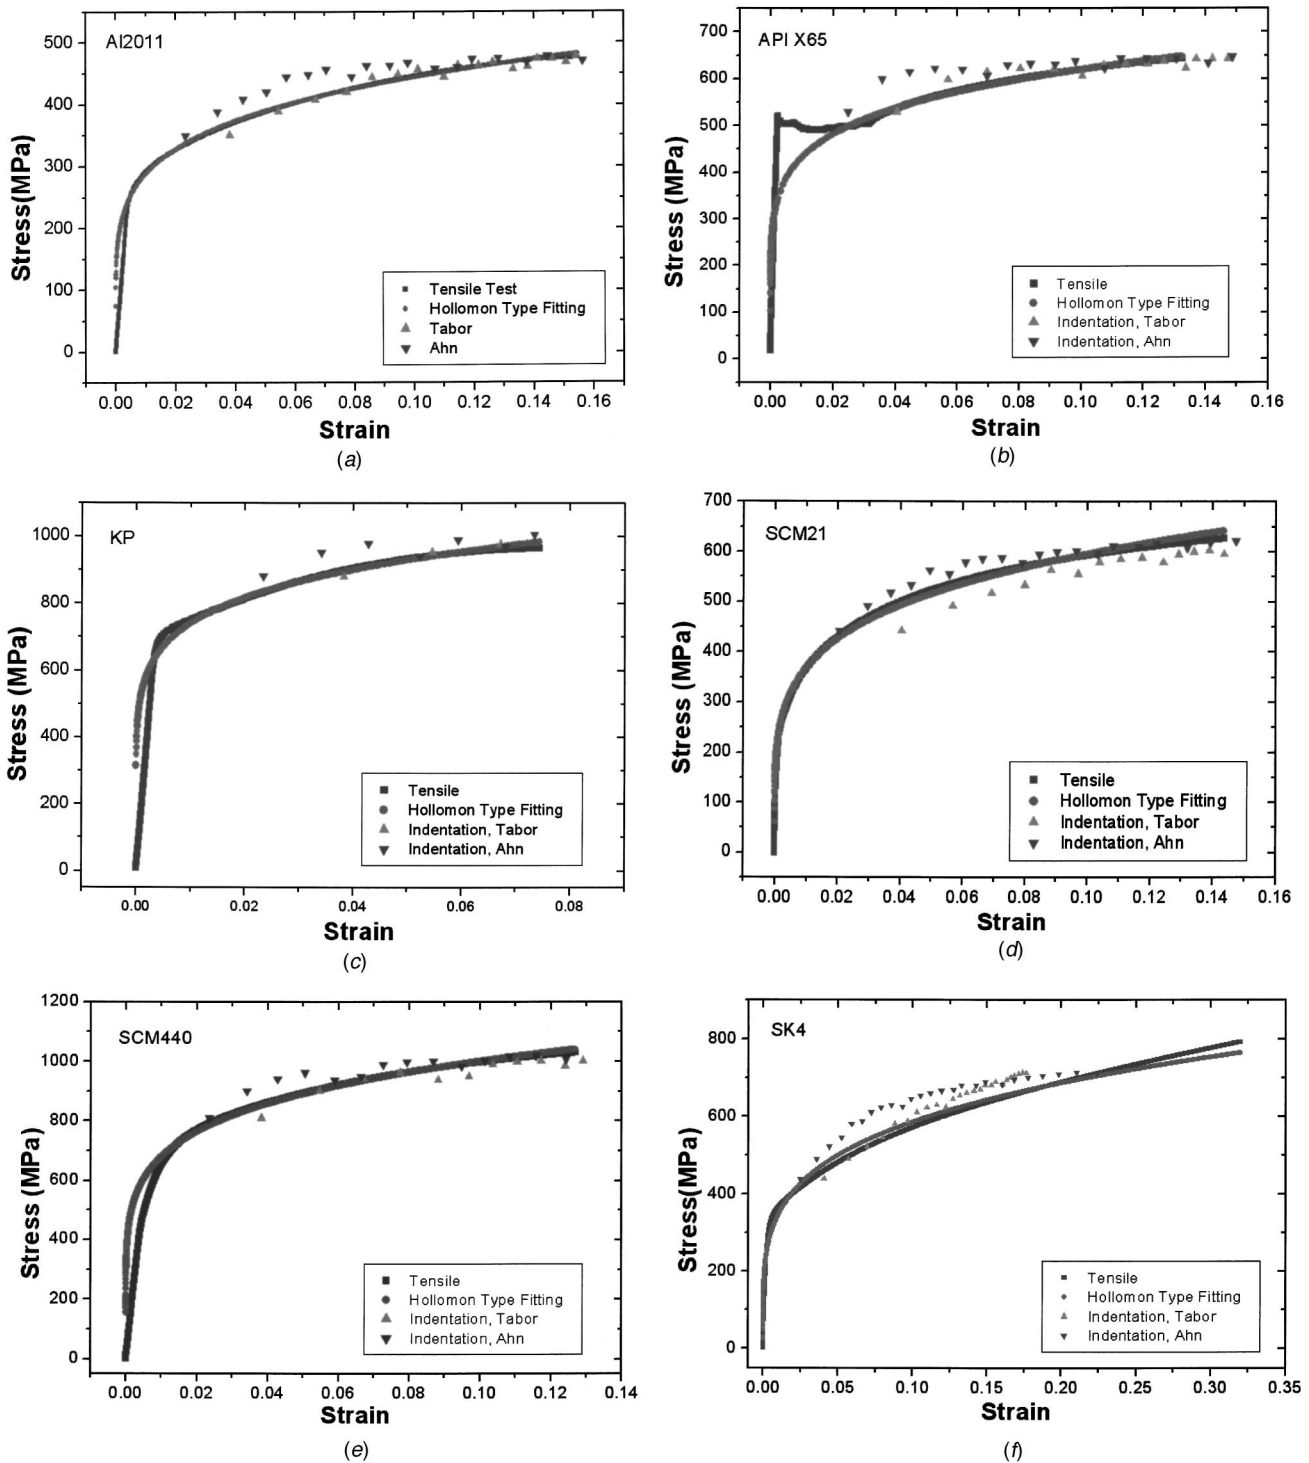 Al2011
500
400
300
200
100
0
Stress(MPa)
Tensile Test
Hollomon Type Fitting
Tabor
Ahn
0.00 0.02 0.04 0.06 0.08 0.10 0.12 0.14 0.16
Strain
(a)
API X65
700
600
500
400
300
200
100
0
Stress (MPa)
Tensile
Hollomon Type Fitting
Indentation, Tabor
Indentation, Ahn
0.00 0.02 0.04 0.06 0.08 0.10 0.12 0.14 0.16
Strain
(b)
KP
1000
800
600
400
200
0
Stress (MPa)
Tensile
Hollomon Type Fitting
Indentation, Tabor
Indentation, Ahn
0.00 0.02 0.04 0.06 0.08
Strain
(c)
SCM21
700
600
500
400
300
200
100
0
Stress (MPa)
Tensile
Hollomon Type Fitting
Indentation, Tabor
Indentation, Ahn
0.00 0.02 0.04 0.06 0.08 0.10 0.12 0.14 0.16
Strain
(d)
SCM440
1200
1000
800
600
400
200
0
Stress (MPa)
Tensile
Hollomon Type Fitting
Indentation, Tabor
Indentation, Ahn
0.00 0.02 0.04 0.06 0.08 0.10 0.12 0.14
Strain
(e)
SK4
800
600
400
200
0
Stress(MPa)
Tensile
Hollomon Type Fitting
Indentation, Tabor
Indentation, Ahn
0.00 0.05 0.10 0.15 0.20 0.25 0.30 0.35
Strain
(f)